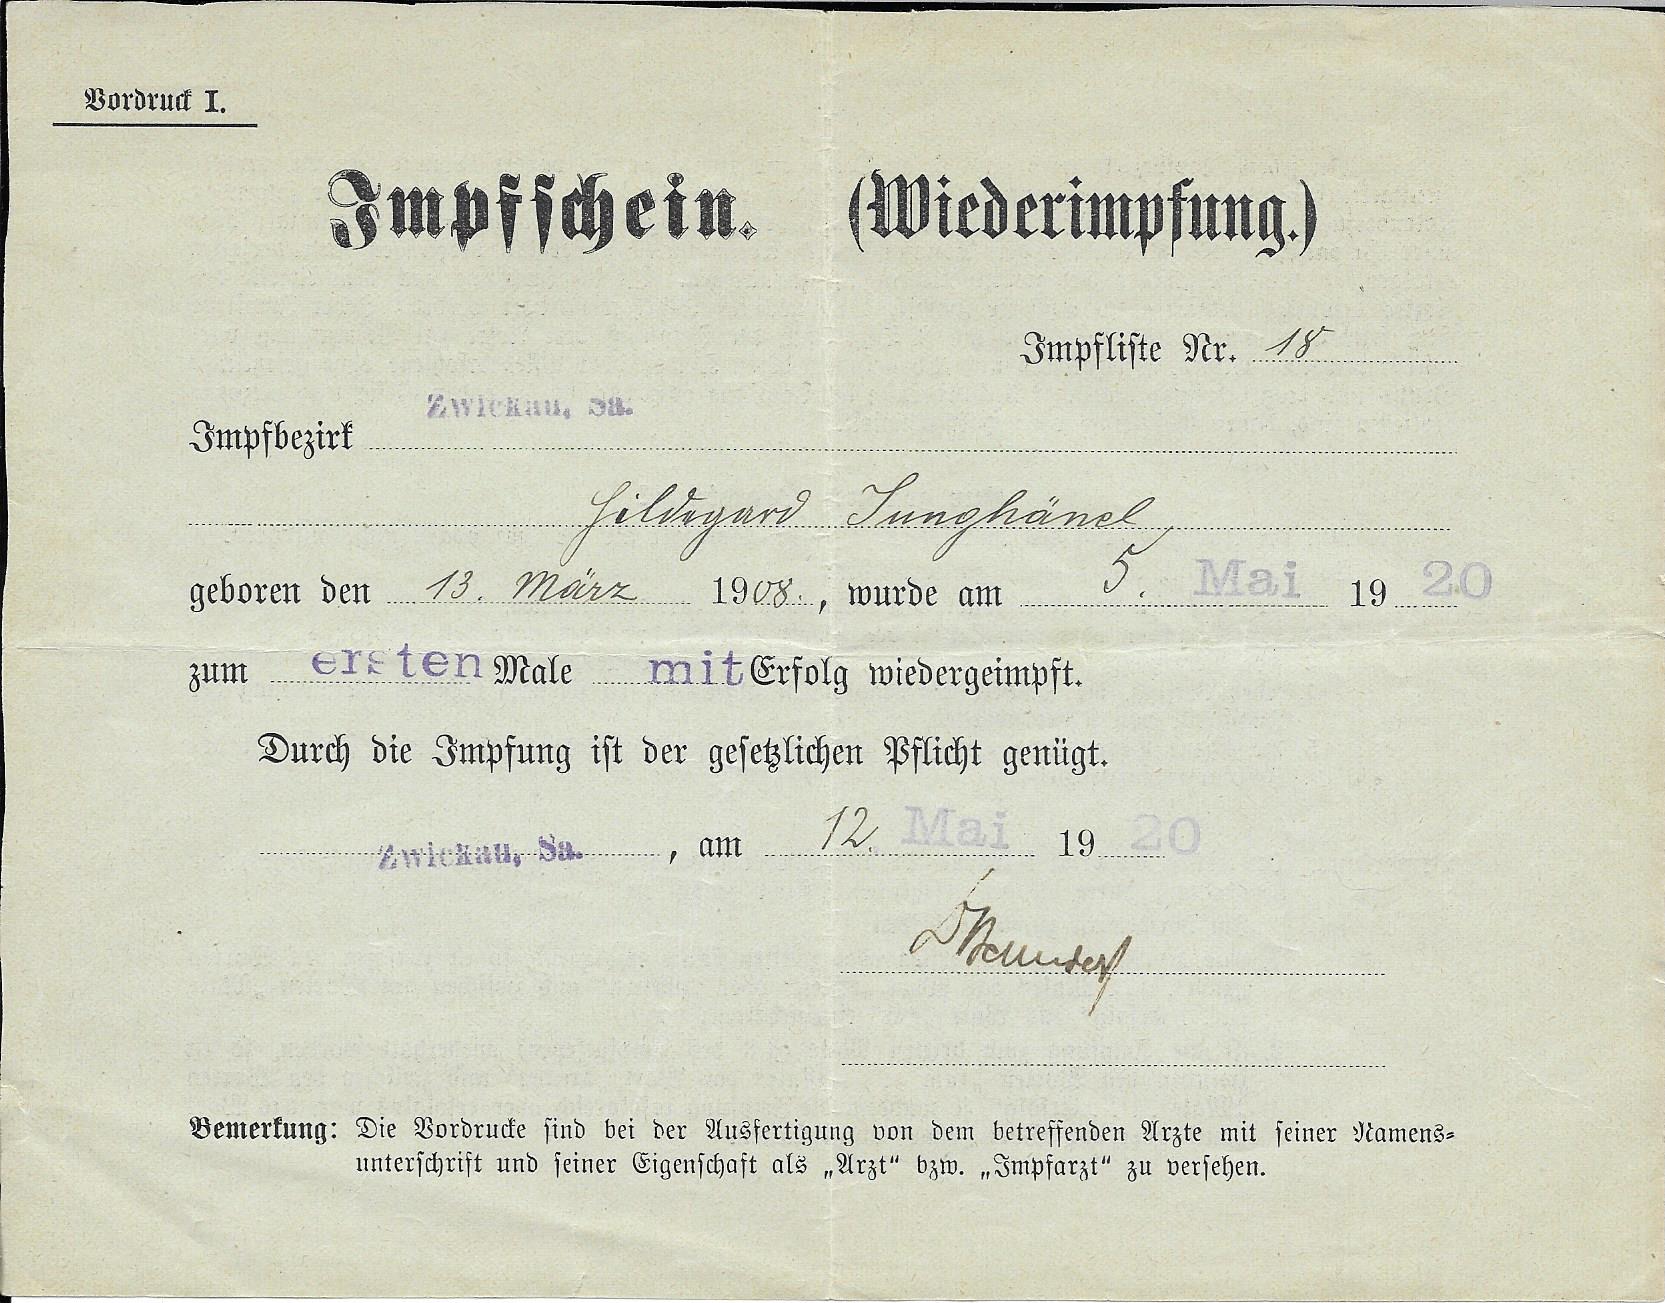 Vordruck I.
Impfschein. (Wiederimpfung.)
Impfliste Nr. 18
Zwickau, Sa.
Impfbezirk
Hildegard Junghänel,
geboren den 13. März 1908., wurde am 5. Mai 1920
zum ersten Male mit Erfolg wiedergeimpft.
Durch die Impfung ist der gesetzlichen Pflicht genügt.
Zwickau, Sa., am 12. Mai 1920
Bemerkung: Die Vordrucke sind bei der Ausfertigung von dem betreffenden Arzte mit seiner Namens-
unterschrift und seiner Eigenschaft als „Arzt“ bzw. „Impfarzt“ zu versehen.